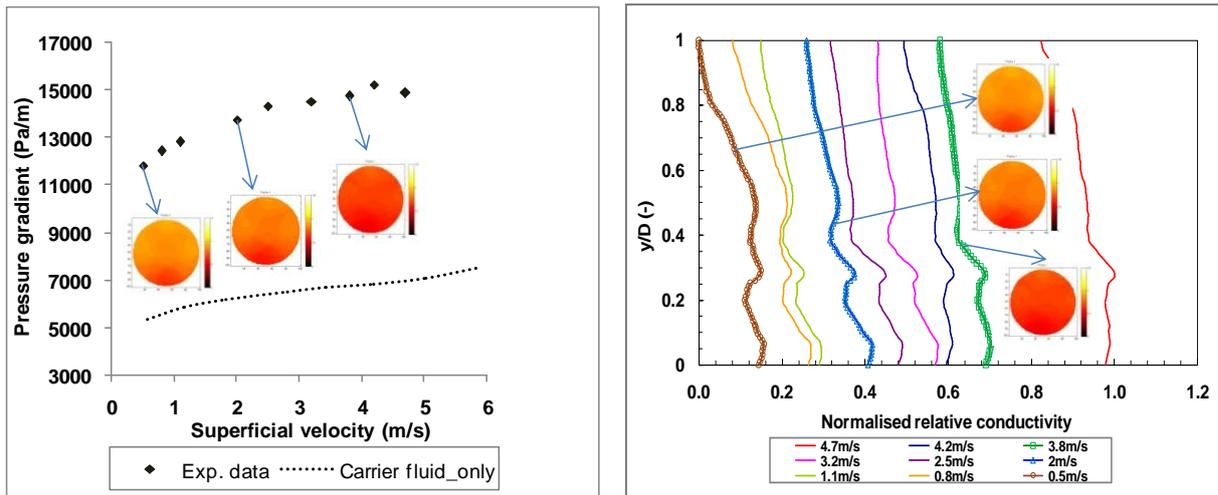 17000
15000
13000
11000
9000
7000
5000
3000
Pressure gradient (Pa/m)
0 1 2 3 4 5 6
Superficial velocity (m/s)
Exp. data Carrier fluid_only
1
0.8
0.6
0.4
0.2
0
y/D (-)
0.0 0.2 0.4 0.6 0.8 1.0 1.2
Normalised relative conductivity
4.7m/s 4.2m/s 3.8m/s
3.2m/s 2.5m/s 2m/s
1.1m/s 0.8m/s 0.5m/s